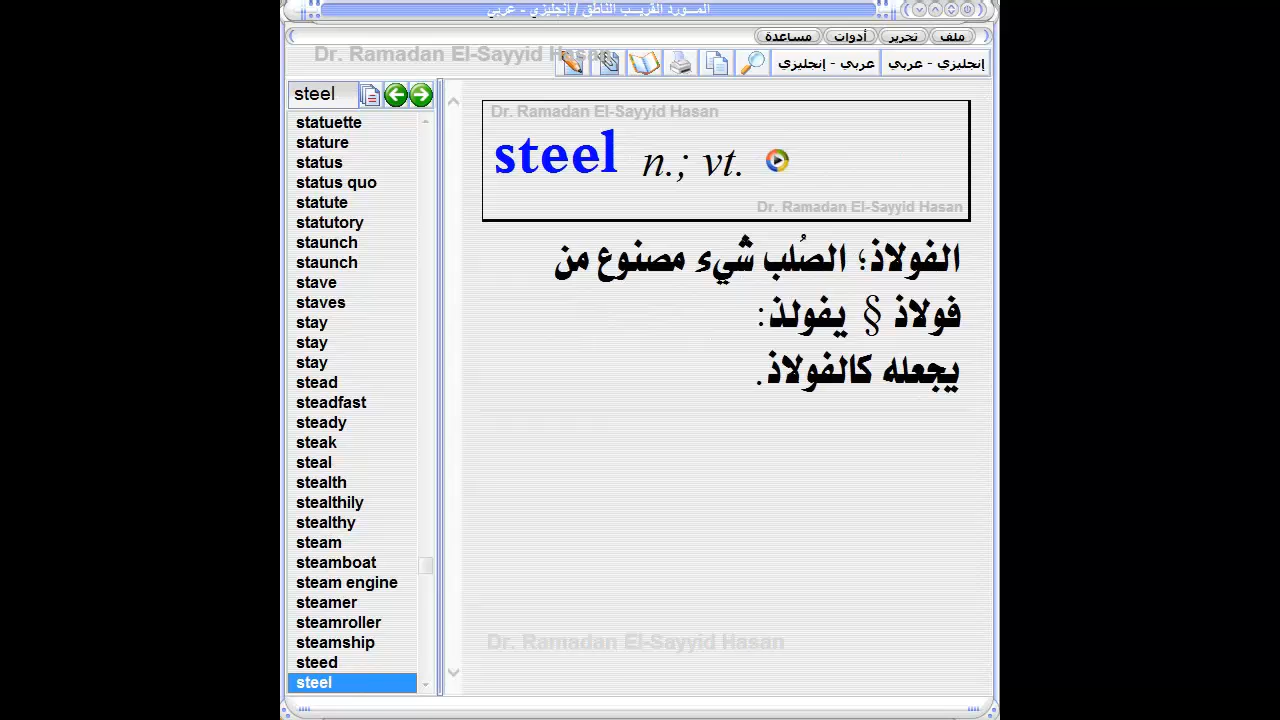 المـــورد القريـــب الناطق / إنجليزي - عربي
ملف تحرير أدوات مساعدة
Dr. Ramadan El-Sayyid Hasan
إنجليزي - عربي عربي - إنجليزي
steel
statuette
stature
status
status quo
statute
statutory
staunch
staunch
stave
staves
stay
stay
stay
stead
steadfast
steady
steak
steal
stealth
stealthily
stealthy
steam
steamboat
steam engine
steamer
steamroller
steamship
steed
steel
Dr. Ramadan El-Sayyid Hasan
steel n.; vt.
Dr. Ramadan El-Sayyid Hasan
الفولاذ؛ الصُلب شيء مصنوع من
فولاذ § يفولذ:
يجعله كالفولاذ.
Dr. Ramadan El-Sayyid Hasan